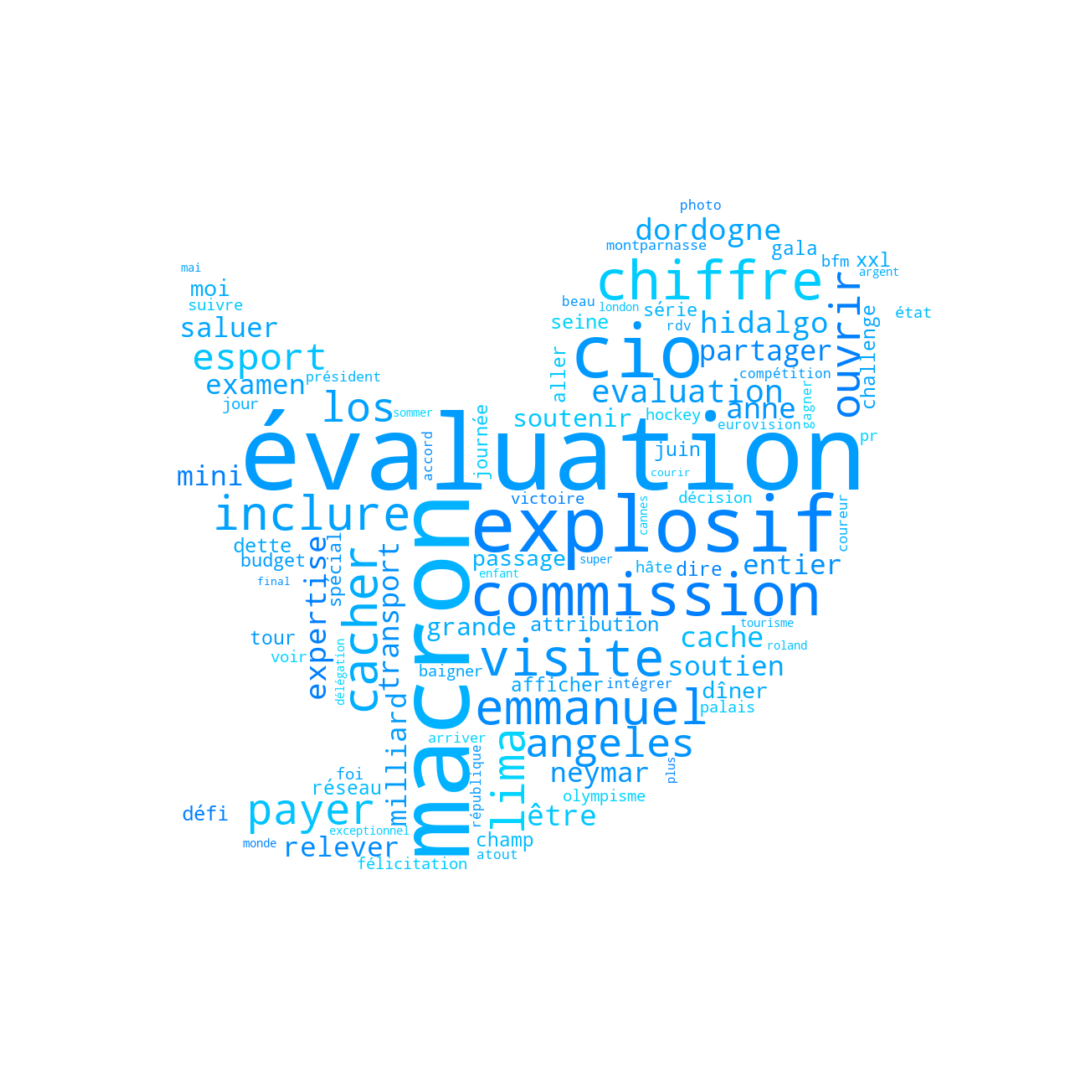 photo
dordogne
montparnasse
gala
mai
moi
chiffre
bfm
xxl
argent
suivre
beau
london
série
ouvrir
état
saluer
seine
rdv
hidalgo
challenge
esport
cio
partager
examen
président
aller
evaluation
compétition
jour
los
sommer
journée
soutenir
hockey
anne
gagner
eurovision
pr
évaluation
accord
juin
mini
courir
inclure
victoire
explosif
cannes
décision
coureur
dette
budget
expertise
spécial
cacher
transport
macron
passage
super
hâte
dire
entier
final
enfant
commission
tour
voir
délégation
grande
attribution
cache
tourisme
roland
visite
baigner
afficher
intégrer
soutien
dîner
palais
emmanuel
milliard
arriver
lima
angeles
foi
réseau
république
neymar
plus
défi
payer
olympisme
exceptionnel
être
monde
relever
champ
félicitation
atout